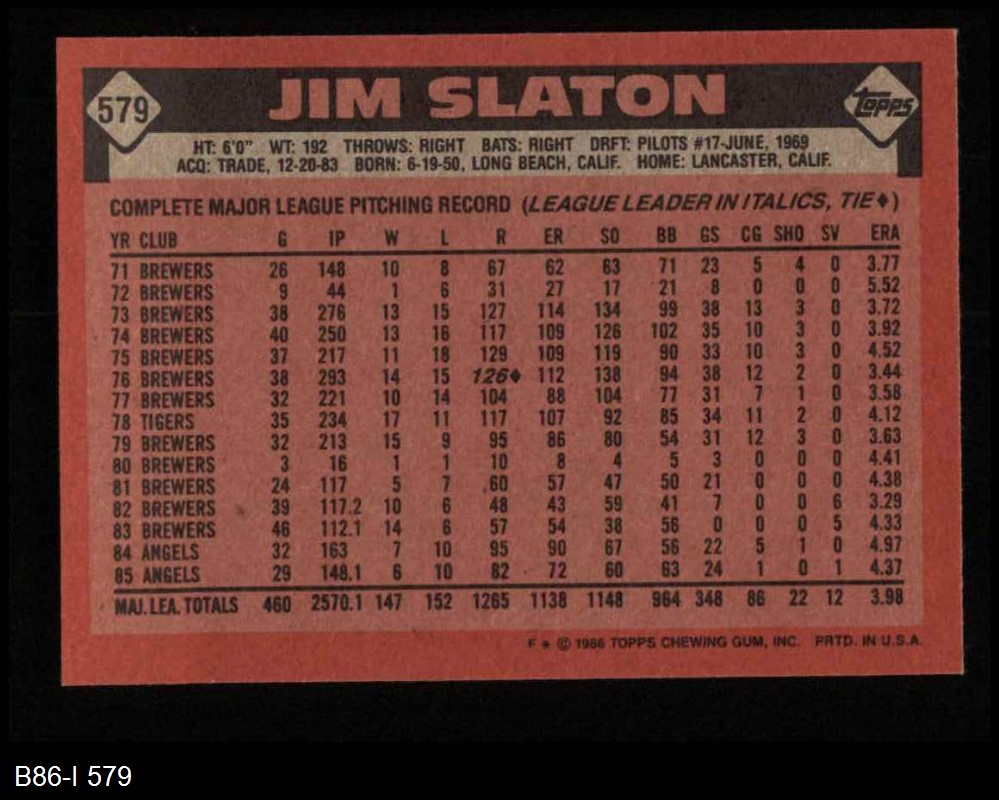 579 JIM SLATON Topps
HT: 6'0" WT: 192 THROWS: RIGHT BATS: RIGHT DRFT: PILOTS #17-JUNE, 1969
ACQ: TRADE, 12-20-83 BORN: 6-19-50, LONG BEACH, CALIF. HOME: LANCASTER, CALIF.
COMPLETE MAJOR LEAGUE PITCHING RECORD (LEAGUE LEADER IN ITALICS, TIE♦)
YR CLUB G IP W L R ER SO BB GS CG SHO SV ERA
71 BREWERS 26 148 10 8 67 62 63 71 23 5 4 0 3.77
72 BREWERS 9 44 1 6 31 27 17 21 8 0 0 0 5.52
73 BREWERS 38 276 13 15 127 114 134 99 38 13 3 0 3.72
74 BREWERS 40 250 13 16 117 109 126 102 35 10 3 0 3.92
75 BREWERS 37 217 11 18 129 109 119 90 33 10 3 0 4.52
76 BREWERS 38 293 14 15 126♦ 112 138 94 38 12 2 0 3.44
77 BREWERS 32 221 10 14 104 88 104 77 31 7 1 0 3.58
78 TIGERS 35 234 17 11 117 107 92 85 34 11 2 0 4.12
79 BREWERS 32 213 15 9 95 86 80 54 31 12 3 0 3.63
80 BREWERS 3 16 1 1 10 8 4 5 3 0 0 0 4.41
81 BREWERS 24 117 5 7 60 57 47 50 21 0 0 0 4.38
82 BREWERS 39 117.2 10 6 48 43 59 41 7 0 0 6 3.29
83 BREWERS 46 112.1 14 6 57 54 38 56 0 0 0 5 4.33
84 ANGELS 32 163 7 10 95 90 67 56 22 5 1 0 4.97
85 ANGELS 29 148.1 6 10 82 72 60 63 24 1 0 1 4.37
MAJ. LEA. TOTALS 460 2570.1 147 152 1265 1138 1148 964 348 86 22 12 3.98
F * © 1986 TOPPS CHEWING GUM, INC. PRTD. IN U.S.A.
B86-I 579